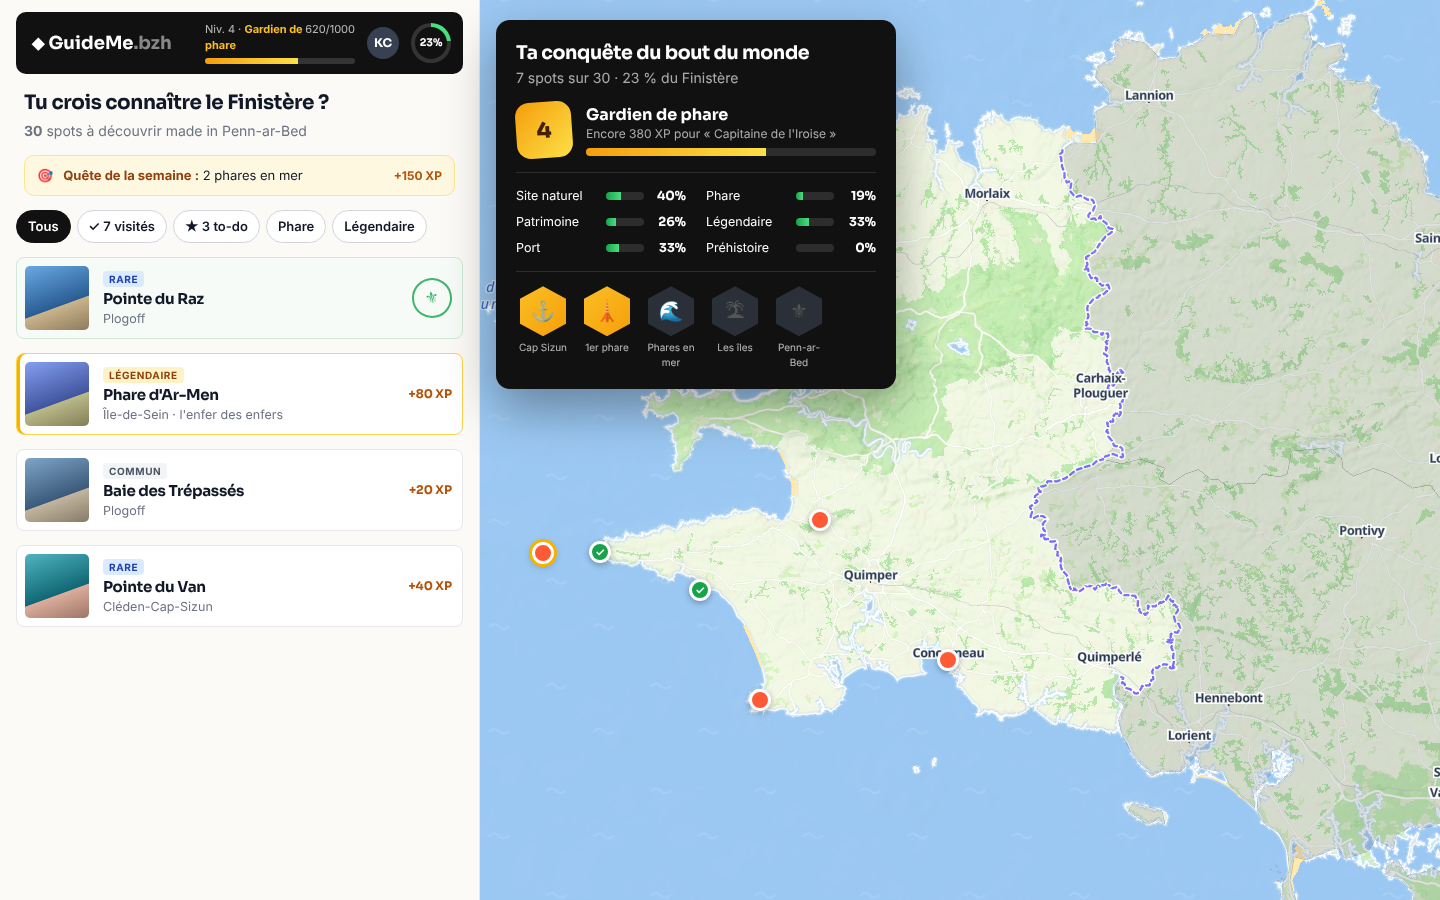 ◆ GuideMe.bzh
Niv. 4 · Gardien de phare
620/1000
KC
23%
Tu crois connaître le Finistère ?
30 spots à découvrir made in Penn-ar-Bed
🎯 Quête de la semaine : 2 phares en mer
+150 XP
Tous
✓ 7 visités
★ 3 to-do
Phare
Légendaire
RARE
Pointe du Raz
Plogoff
LÉGENDAIRE
Phare d'Ar-Men
Île-de-Sein · l'enfer des enfers
+80 XP
COMMUN
Baie des Trépassés
Plogoff
+20 XP
RARE
Pointe du Van
Cléden-Cap-Sizun
+40 XP
Ta conquête du bout du monde
7 spots sur 30 · 23 % du Finistère
4
Gardien de phare
Encore 380 XP pour « Capitaine de l'Iroise »
Site naturel 40%
Phare 19%
Patrimoine 26%
Légendaire 33%
Port 33%
Préhistoire 0%
Cap Sizun
1er phare
Phares en mer
Les îles
Penn-ar-Bed
Lannion
Morlaix
Sain
Carhaix-
Plouguer
Pontivy
Quimper
Quimperlé
Hennebont
Lorient